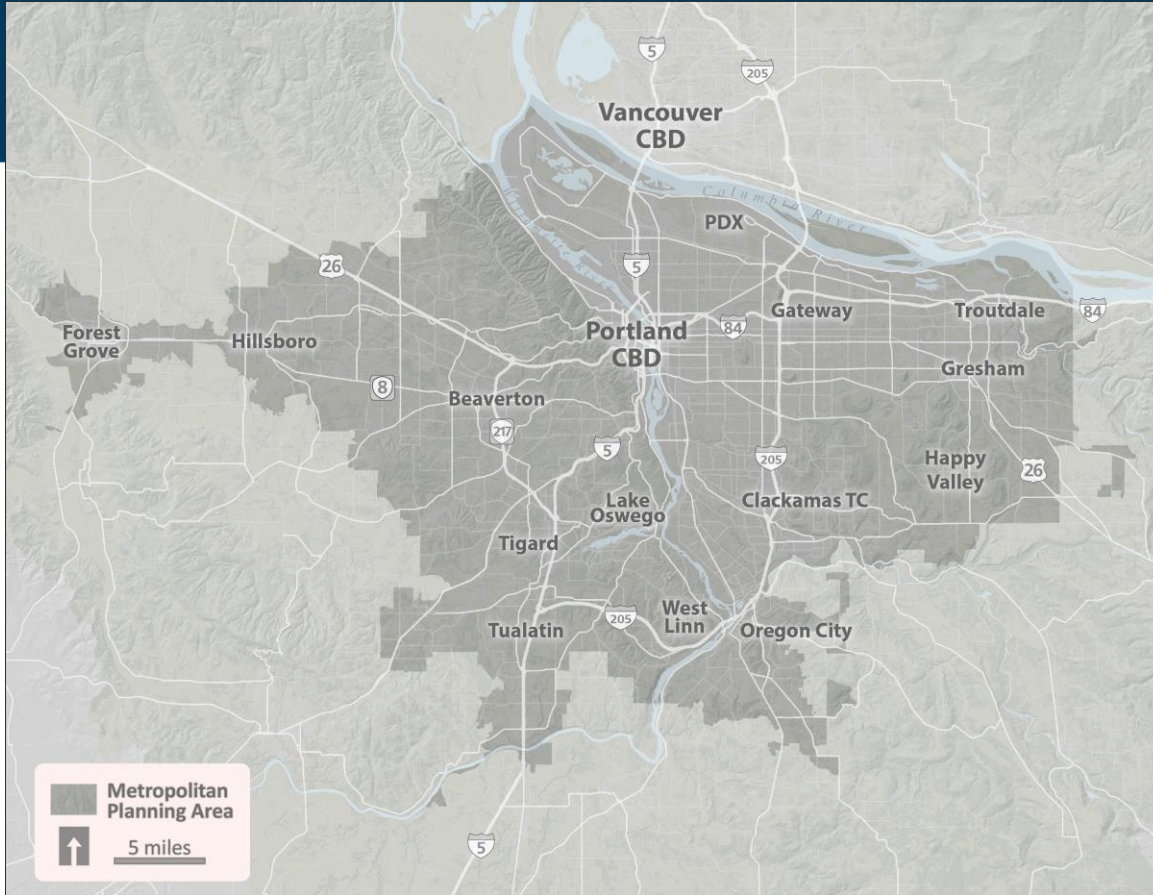 5
205
Vancouver
CBD
Columbia River
PDX
26
5
Gateway
Troutdale
84
84
Forest
Grove
Hillsboro
Portland
CBD
Gresham
8
Beaverton
217
5
205
Happy
Valley
26
Lake
Oswego
Clackamas TC
Tigard
West
Linn
205
Tualatin
Oregon City
Metropolitan
Planning Area
5 miles
5